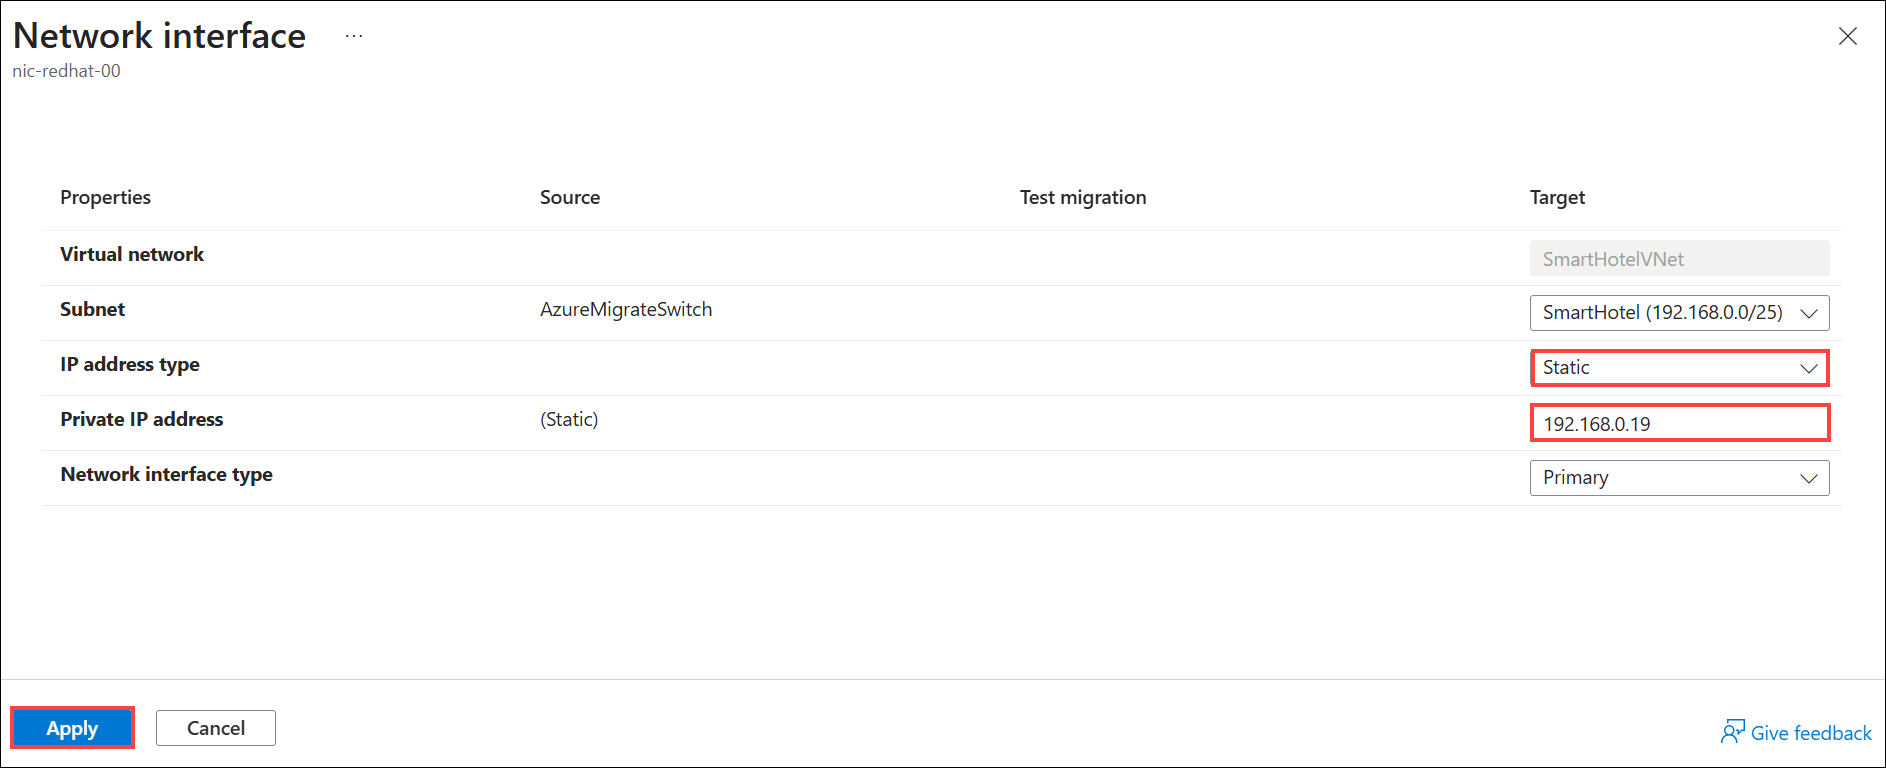 Network interface ...
nic-redhat-00
Properties Source Test migration Target
Virtual network SmartHotelVNet
Subnet AzureMigrateSwitch SmartHotel (192.168.0.0/25)
IP address type Static
Private IP address (Static) 192.168.0.19
Network interface type Primary
Apply Cancel Give feedback